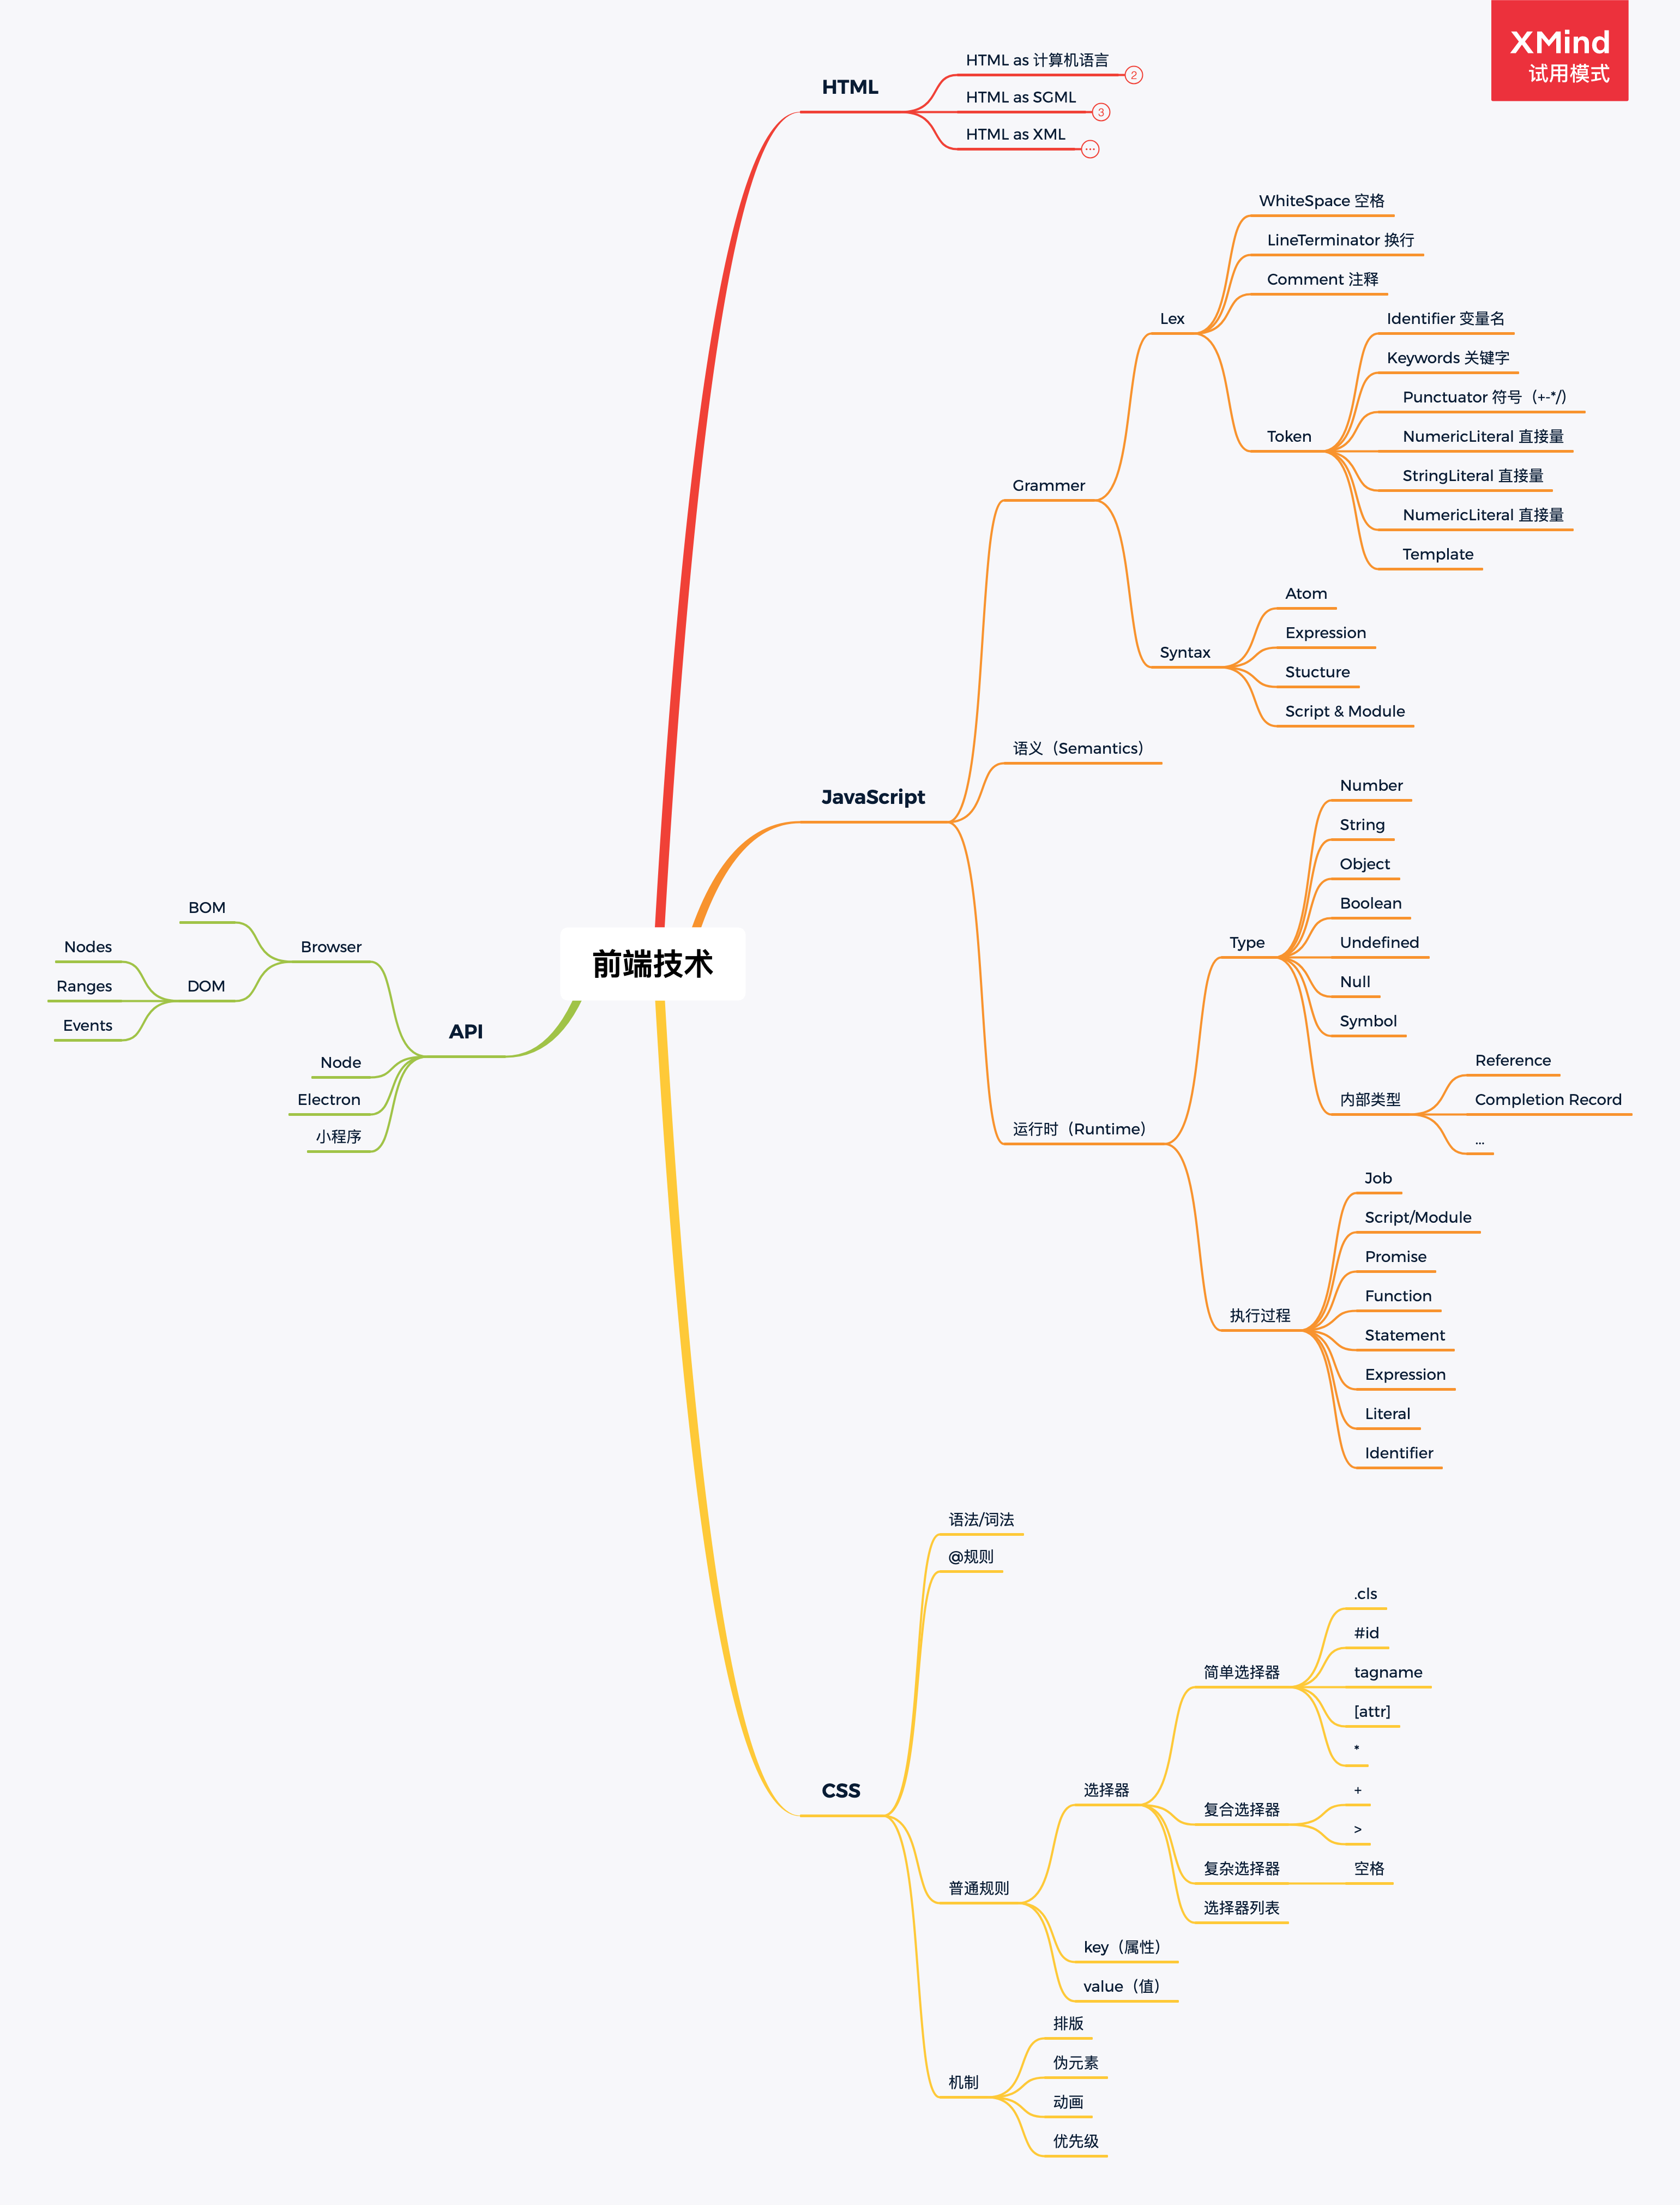 XMind
试用模式
前端技术
HTML
HTML as 计算机语言
2
HTML as SGML
3
HTML as XML
...
JavaScript
Grammer
Lex
WhiteSpace 空格
LineTerminator 换行
Comment 注释
Token
Identifier 变量名
Keywords 关键字
Punctuator 符号（+-*/）
NumericLiteral 直接量
StringLiteral 直接量
NumericLiteral 直接量
Template
Syntax
Atom
Expression
Stucture
Script & Module
语义（Semantics）
运行时（Runtime）
Type
Number
String
Object
Boolean
Undefined
Null
Symbol
内部类型
Reference
Completion Record
...
执行过程
Job
Script/Module
Promise
Function
Statement
Expression
Literal
Identifier
CSS
语法/词法
@规则
普通规则
选择器
简单选择器
.cls
#id
tagname
[attr]
*
复合选择器
+
>
复杂选择器
空格
选择器列表
key（属性）
value（值）
机制
排版
伪元素
动画
优先级
API
Browser
BOM
DOM
Nodes
Ranges
Events
Node
Electron
小程序